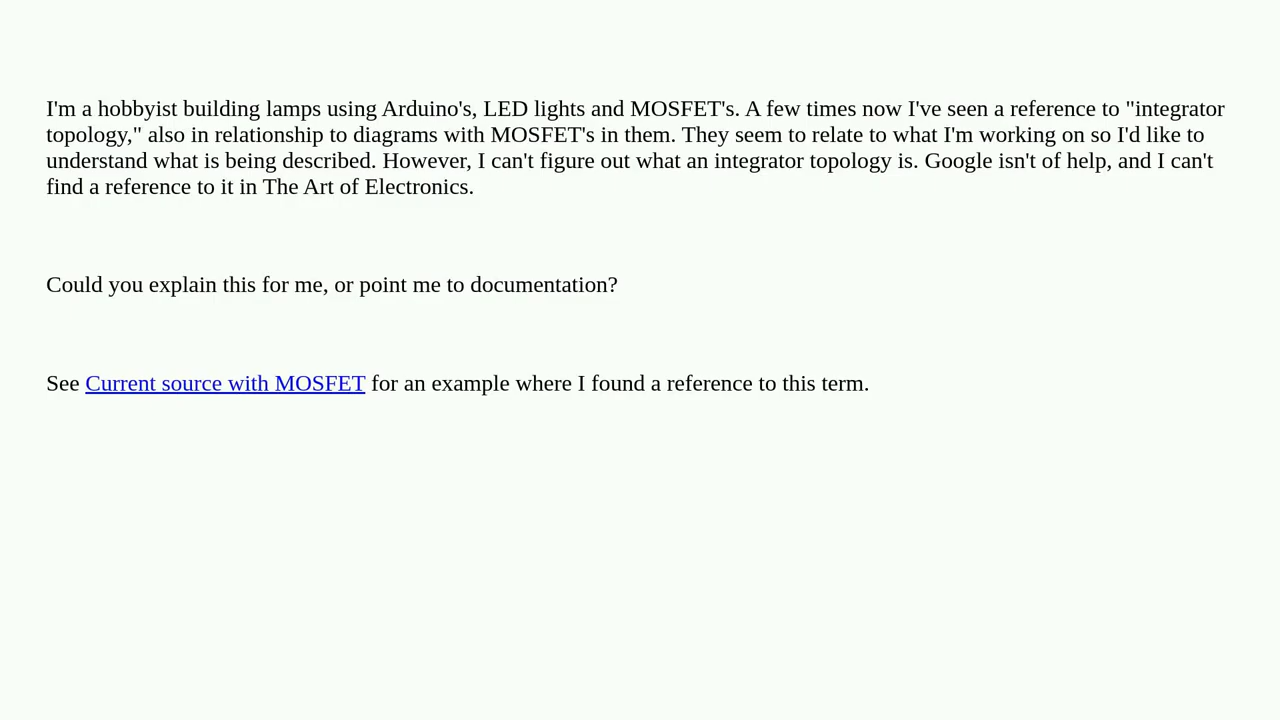 I'm a hobbyist building lamps using Arduino's, LED lights and MOSFET's. A few times now I've seen a reference to "integrator
topology," also in relationship to diagrams with MOSFET's in them. They seem to relate to what I'm working on so I'd like to
understand what is being described. However, I can't figure out what an integrator topology is. Google isn't of help, and I can't
find a reference to it in The Art of Electronics.
Could you explain this for me, or point me to documentation?
See Current source with MOSFET for an example where I found a reference to this term.